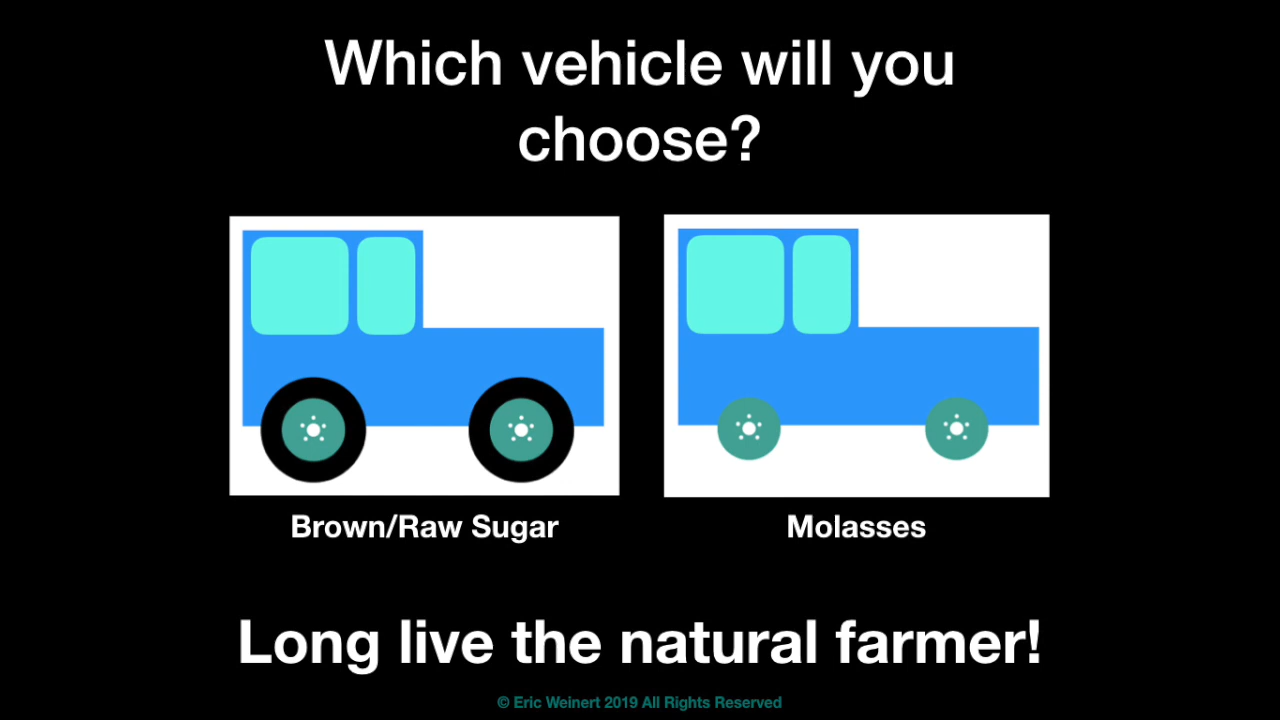 Which vehicle will you
choose?
Brown/Raw Sugar
Molasses
Long live the natural farmer!
© Eric Weinert 2019 All Rights Reserved